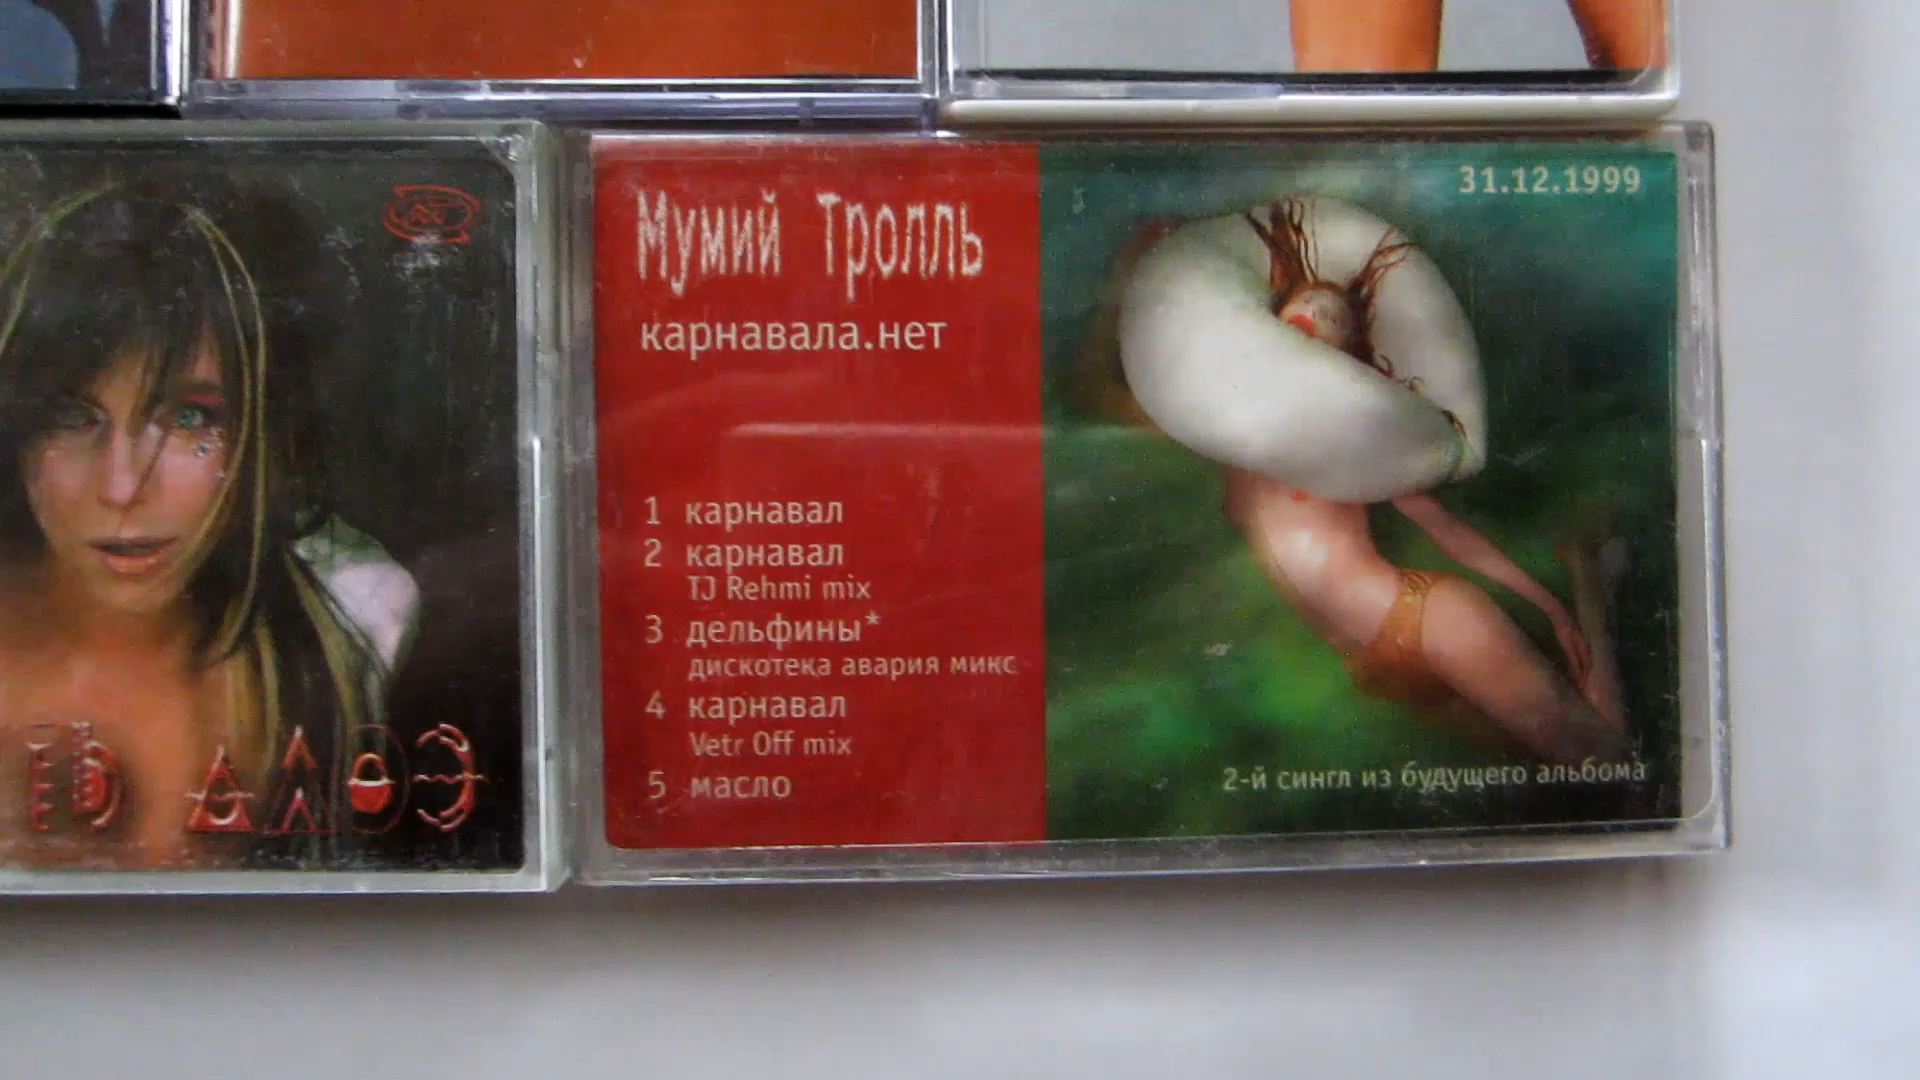 Мумий Тролль
карнавала.нет
1 карнавал
2 карнавал
TJ Rehmi mix
3 дельфины*
дискотека авария микс
4 карнавал
Vetr Off mix
5 масло
31.12.1999
2-й сингл из будущего альбома